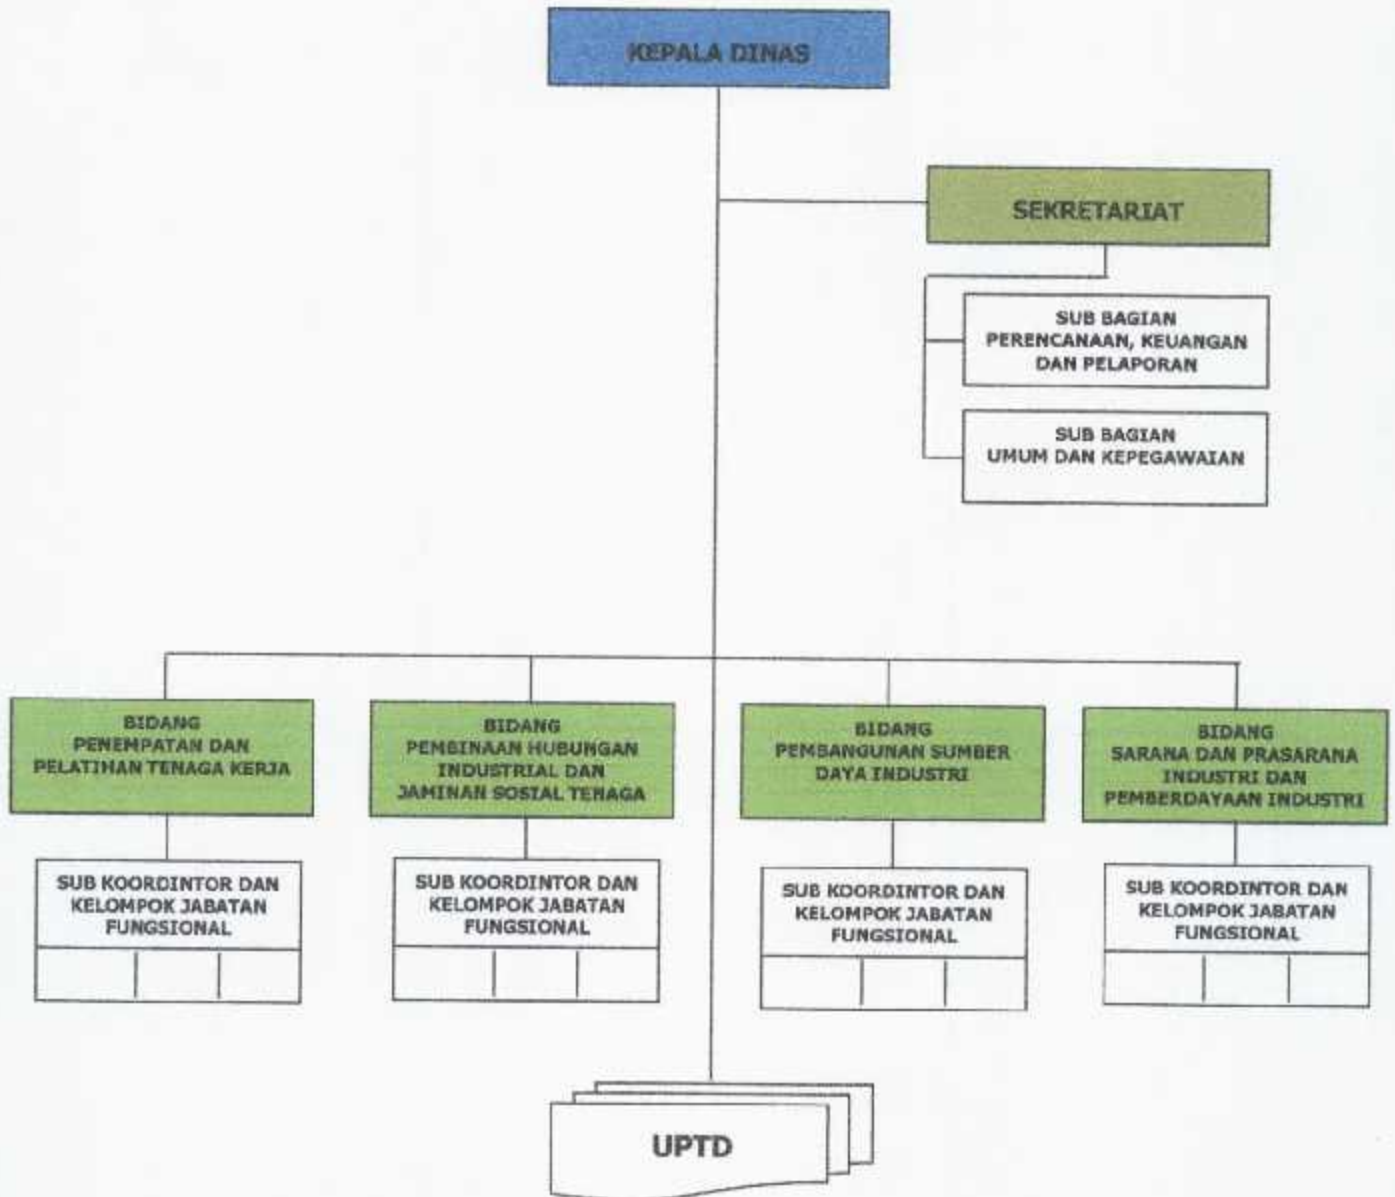 KEPALA DINAS
SEKRETARIAT
SUB BAGIAN
PERENCANAAN, KEUANGAN
DAN PELAPORAN
SUB BAGIAN
UMUM DAN KEPEGAWAIAN
BIDANG
PENEMPATAN DAN
PELATIHAN TENAGA KERJA
BIDANG
PEMBINAAN HUBUNGAN
INDUSTRIAL DAN
JAMINAN SOSIAL TENAGA
BIDANG
PEMBANGUNAN SUMBER
DAYA INDUSTRI
BIDANG
SARANA DAN PRASARANA
INDUSTRI DAN
PEMBERDAYAAN INDUSTRI
SUB KOORDINTOR DAN
KELOMPOK JABATAN
FUNGSIONAL
SUB KOORDINTOR DAN
KELOMPOK JABATAN
FUNGSIONAL
SUB KOORDINTOR DAN
KELOMPOK JABATAN
FUNGSIONAL
SUB KOORDINTOR DAN
KELOMPOK JABATAN
FUNGSIONAL
UPTD